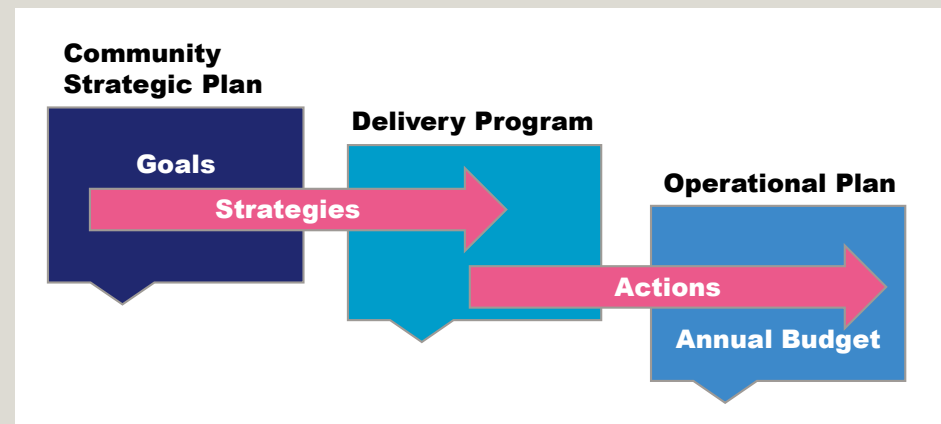 Community
Strategic Plan
Goals
Strategies
Delivery Program
Operational Plan
Actions
Annual Budget